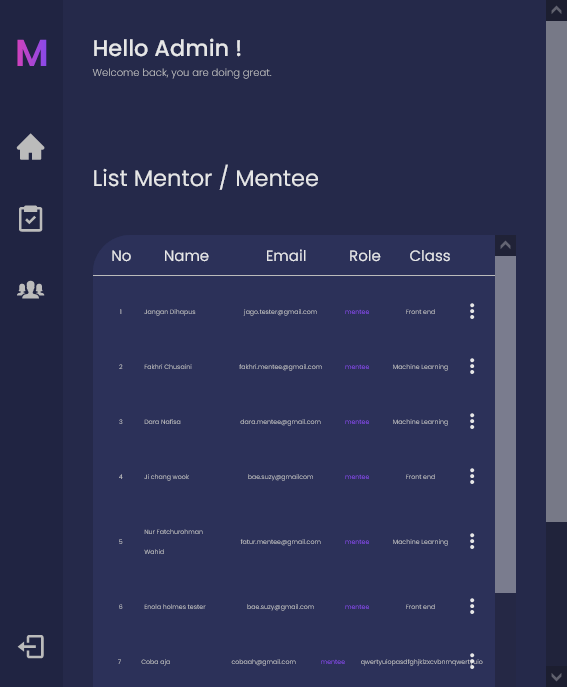 M
Hello Admin !
Welcome back, you are doing great.
List Mentor / Mentee
No Name Email Role Class
1 Jangan Dihapus jago.tester@gmail.com mentee Front end
2 Fakhri Chusaini fakhri.mentee@gmail.com mentee Machine Learning
3 Dara Nafisa dara.mentee@gmail.com mentee Machine Learning
4 Ji chang wook bae.suzy@gmailcom mentee Front end
5 Nur Fatchurohman Wahid fatur.mentee@gmail.com mentee Machine Learning
6 Enola holmes tester bae.suzy@gmail.com mentee Front end
7 Coba aja cobaah@gmail.com mentee